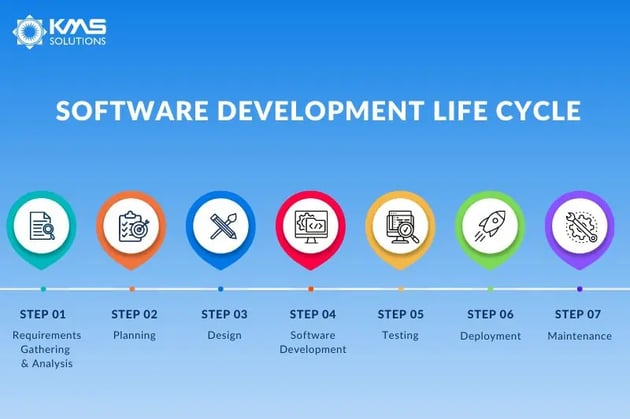 KMS
SOLUTIONS
SOFTWARE DEVELOPMENT LIFE CYCLE
STEP 01
Requirements
Gathering
& Analysis
STEP 02
Planning
STEP 03
Design
STEP 04
Software
Development
STEP 05
Testing
STEP 06
Deployment
STEP 07
Maintenance